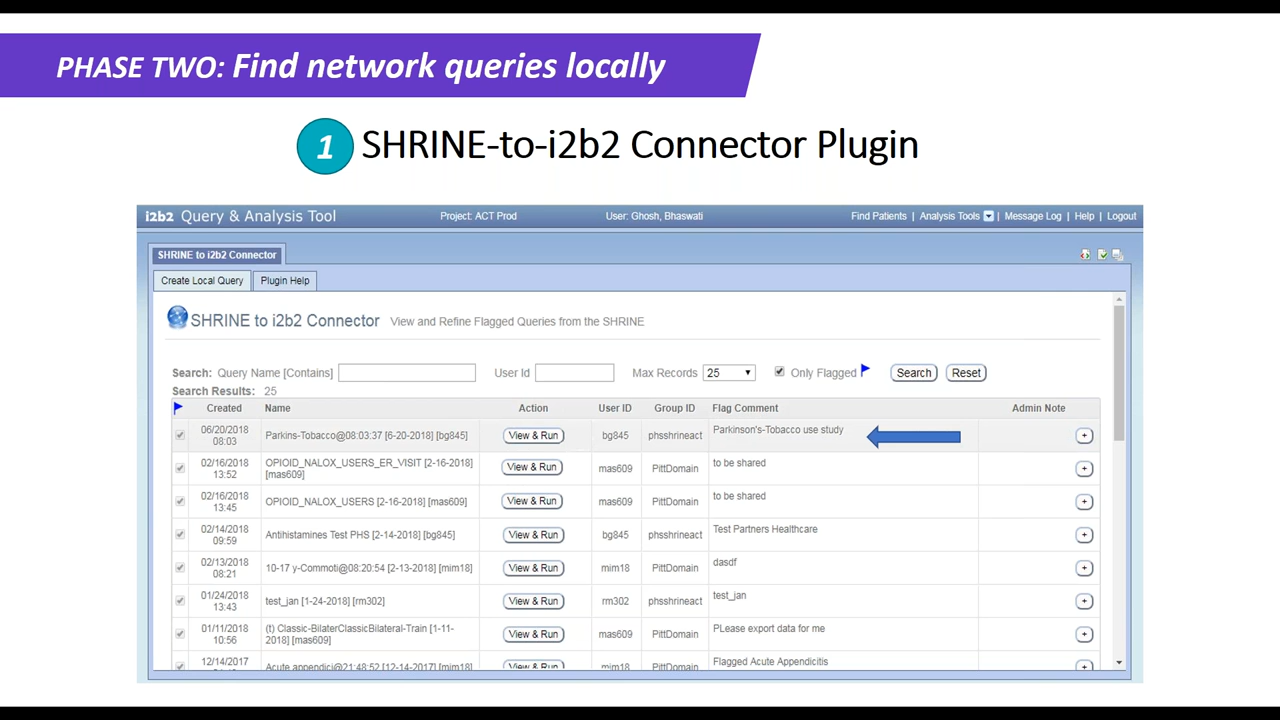 PHASE TWO: Find network queries locally
1 SHRINE-to-i2b2 Connector Plugin
i2b2 Query & Analysis Tool Project: ACT Prod User: Ghosh, Bhaswati Find Patients | Analysis Tools | Message Log | Help | Logout
SHRINE to i2b2 Connector
Create Local Query Plugin Help
SHRINE to i2b2 Connector View and Refine Flagged Queries from the SHRINE
Search: Query Name [Contains] User Id Max Records 25 Only Flagged Search Reset
Search Results: 25
Created Name Action User ID Group ID Flag Comment Admin Note
06/20/2018 08:03 Parkins-Tobacco@08:03:37 [6-20-2018] [bg845] View & Run bg845 phsshrineact Parkinson's-Tobacco use study +
02/16/2018 13:52 OPIOID_NALOX_USERS_ER_VISIT [2-16-2018] [mas609] View & Run mas609 PittDomain to be shared +
02/16/2018 13:45 OPIOID_NALOX_USERS [2-16-2018] [mas609] View & Run mas609 PittDomain to be shared +
02/14/2018 09:59 Antihistamines Test PHS [2-14-2018] [bg845] View & Run bg845 PittDomain Test Partners Healthcare +
02/13/2018 08:21 10-17 y-Commoti@08:20:54 [2-13-2018] [mim18] View & Run mim18 PittDomain dasdf +
01/24/2018 13:43 test_jan [1-24-2018] [rm302] View & Run rm302 phsshrineact test_jan +
01/11/2018 10:56 (t) Classic-BilaterClassicBilateral-Train [1-11-2018] [mas609] View & Run mas609 PittDomain PLease export data for me +
12/14/2017 Acute appendici@21:48:52 [12-14-2017] [mim18] View & Run mim18 PittDomain Flagged Acute Appendicitis +